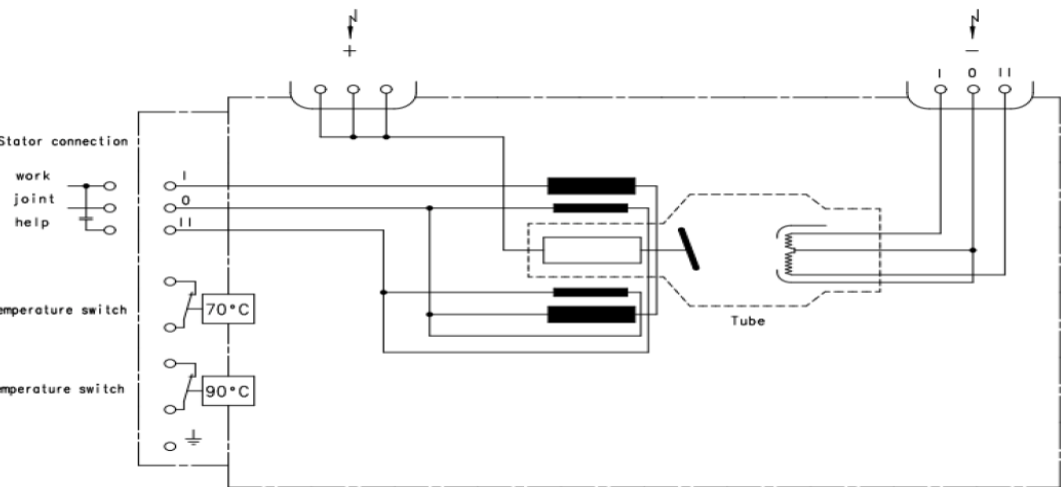 +
−
I 0 II
Stator connection
work
joint
help
I
0
II
emperature switch
70°C
emperature switch
90°C
Tube